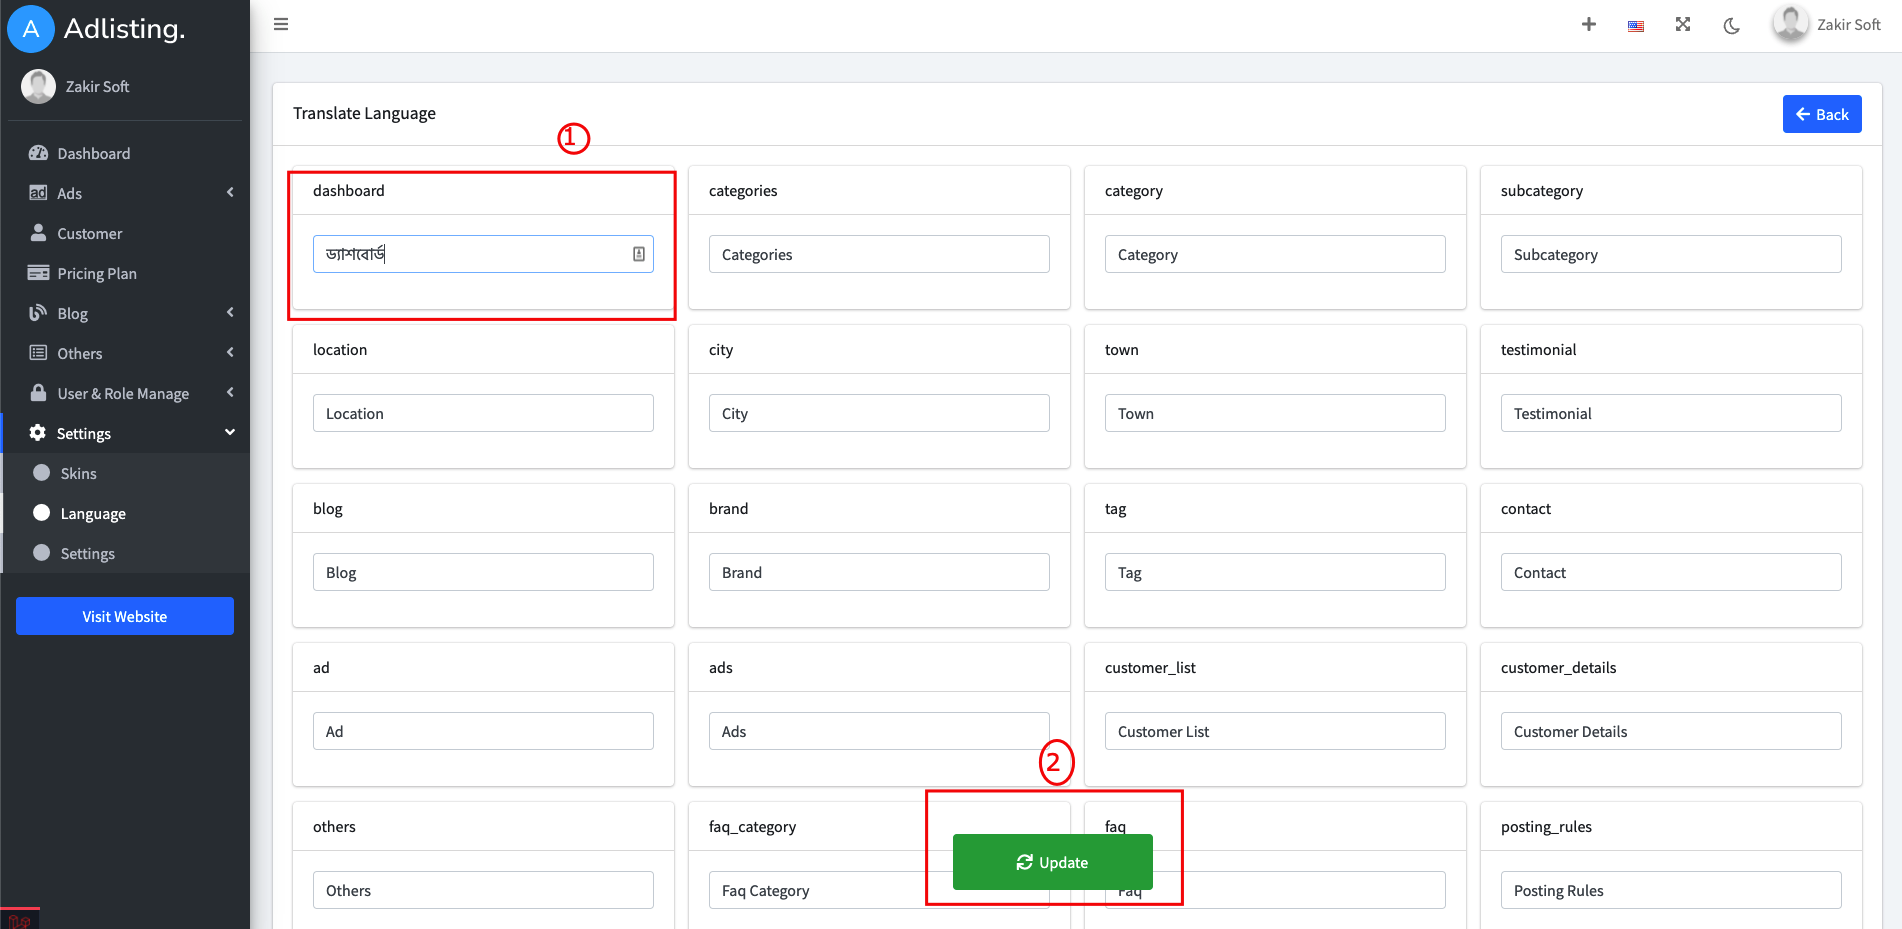 A Adlisting.
Zakir Soft
Zakir Soft
Dashboard
Ads
Customer
Pricing Plan
Blog
Others
User & Role Manage
Settings
Skins
Language
Settings
Visit Website
Translate Language
Back
1
dashboard
categories
category
subcategory
ড্যাশবোর্ড
Categories
Category
Subcategory
location
city
town
testimonial
Location
City
Town
Testimonial
blog
brand
tag
contact
Blog
Brand
Tag
Contact
ad
ads
customer_list
customer_details
Ad
Ads
Customer List
Customer Details
2
others
faq_category
faq
posting_rules
Update
Others
Faq Category
Faq
Posting Rules